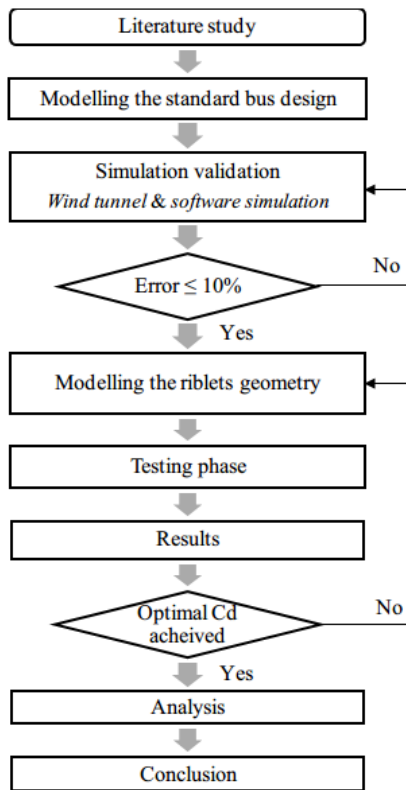 Literature study
Modelling the standard bus design
Simulation validation
Wind tunnel & software simulation
Error ≤ 10%
No
Yes
Modelling the riblets geometry
Testing phase
Results
Optimal Cd
acheived
No
Yes
Analysis
Conclusion